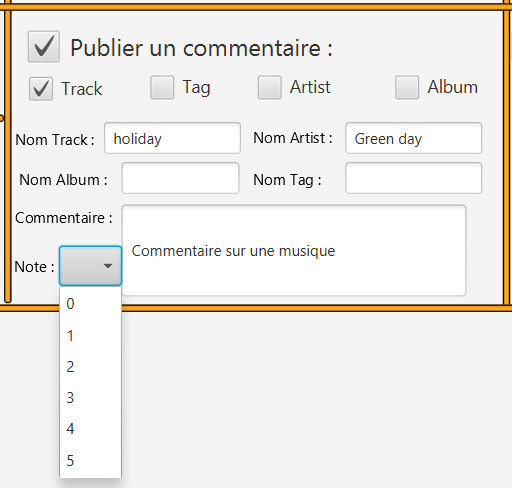 Publier un commentaire :
Track Tag Artist Album
Nom Track : holiday Nom Artist : Green day
Nom Album : Nom Tag :
Commentaire :
Commentaire sur une musique
Note :
0
1
2
3
4
5